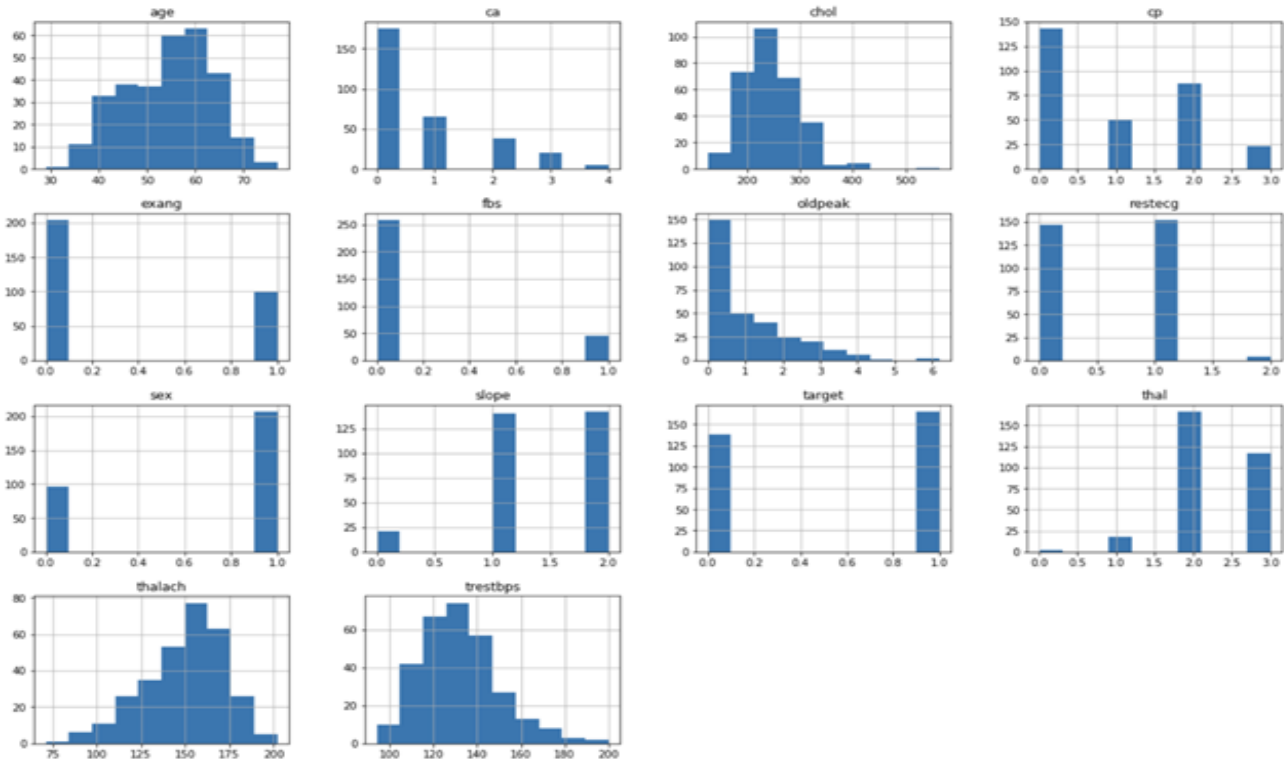 age ca chol cp
60 50 40 30 20 10 0
30 40 50 60 70
150 100 50 0
0 1 2 3 4
100 80 60 40 20 0
200 300 400 500
150 125 100 75 50 25 0
0.0 0.5 1.0 1.5 2.0 2.5 3.0
exang fbs oldpeak restecg
200 150 100 50 0
0.0 0.2 0.4 0.6 0.8 1.0
250 200 150 100 50 0
0.0 0.2 0.4 0.6 0.8 1.0
150 125 100 75 50 25 0
0 1 2 3 4 5 6
150 125 100 75 50 25 0
0.0 0.5 1.0 1.5 2.0
sex slope target thal
200 150 100 50 0
0.0 0.2 0.4 0.6 0.8 1.0
125 100 75 50 25 0
0.0 0.5 1.0 1.5 2.0
150 125 100 75 50 25 0
0.0 0.2 0.4 0.6 0.8 1.0
150 125 100 75 50 25 0
0.0 0.5 1.0 1.5 2.0 2.5 3.0
thalach trestbps
80 60 40 20 0
75 100 125 150 175 200
60 40 20 0
100 120 140 160 180 200